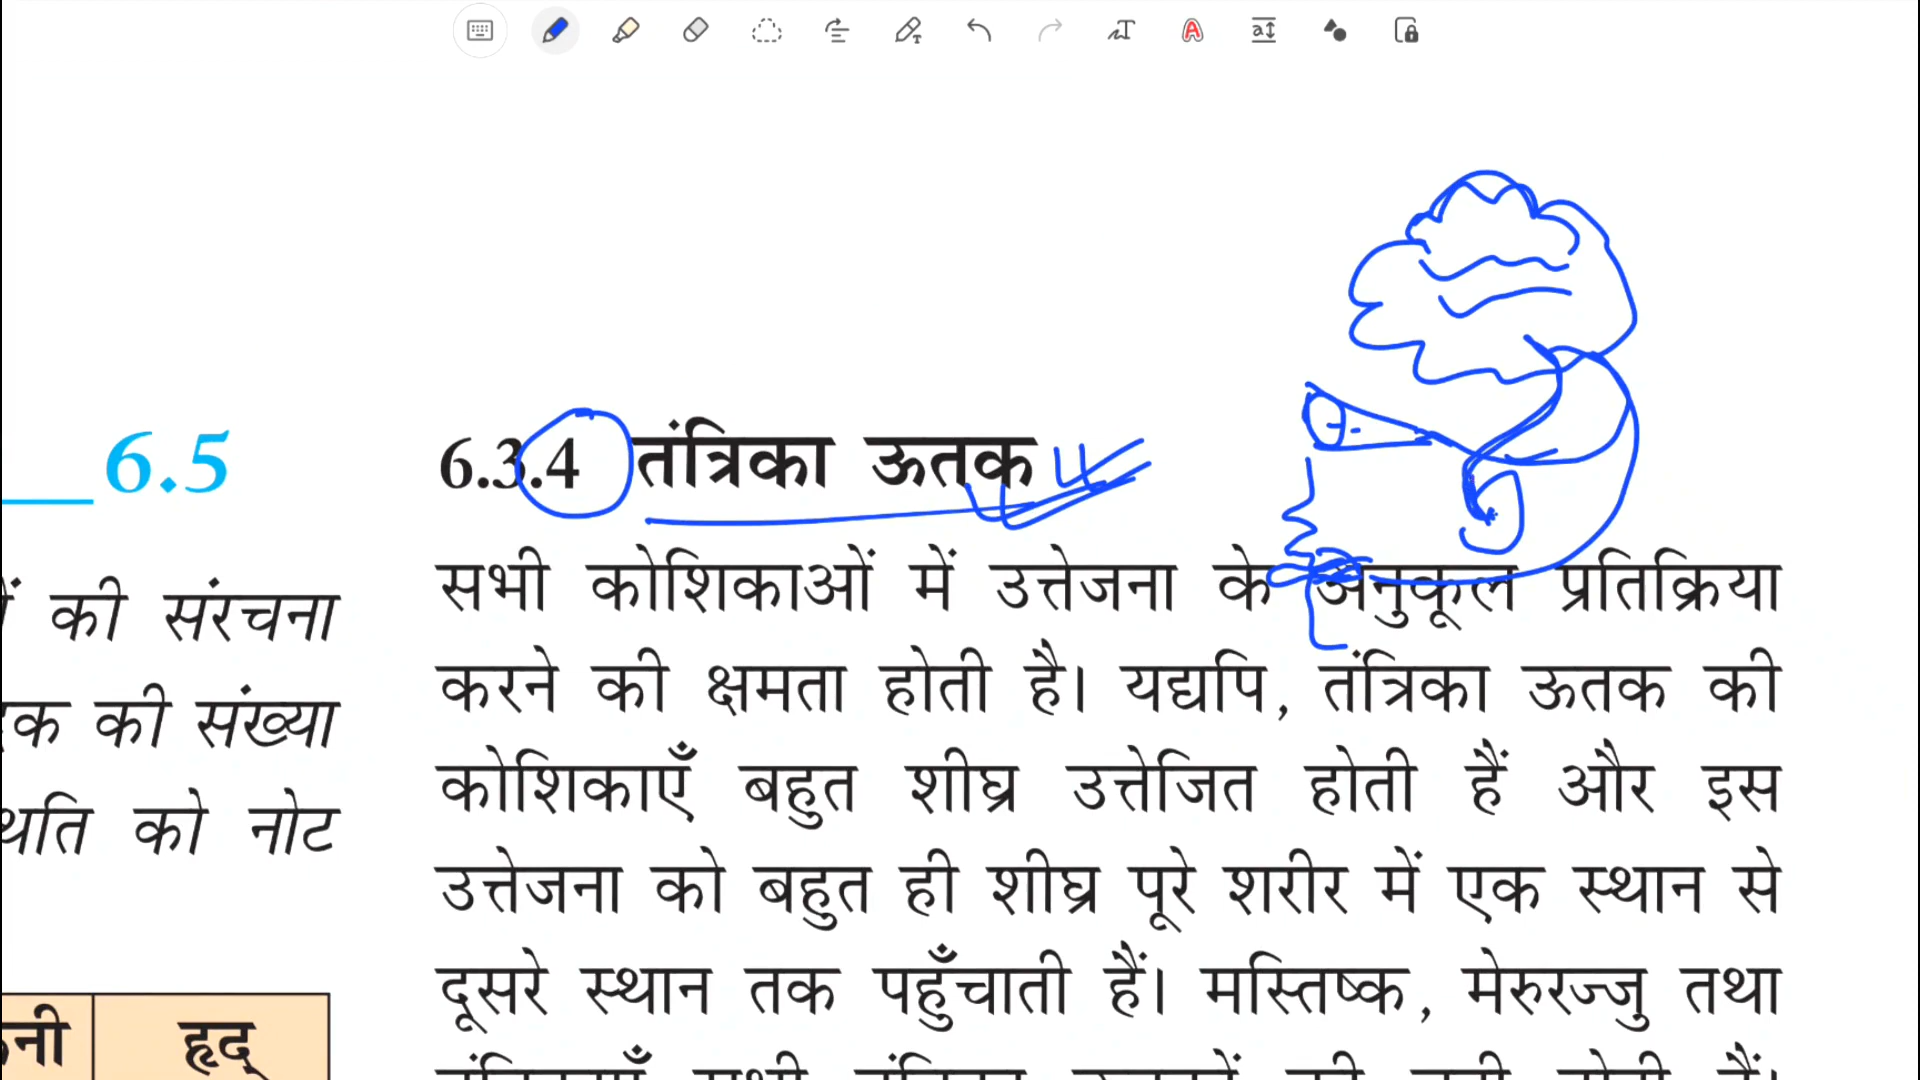 6.5
की संरचना
की संख्या
को नोट
हृद्
6.3.4 तंत्रिका ऊतक
सभी कोशिकाओं में उत्तेजना के अनुकूल प्रतिक्रिया
करने की क्षमता होती है। यद्यपि, तंत्रिका ऊतक की
कोशिकाएँ बहुत शीघ्र उत्तेजित होती हैं और इस
उत्तेजना को बहुत ही शीघ्र पूरे शरीर में एक स्थान से
दूसरे स्थान तक पहुँचाती हैं। मस्तिष्क, मेरुरज्जु तथा